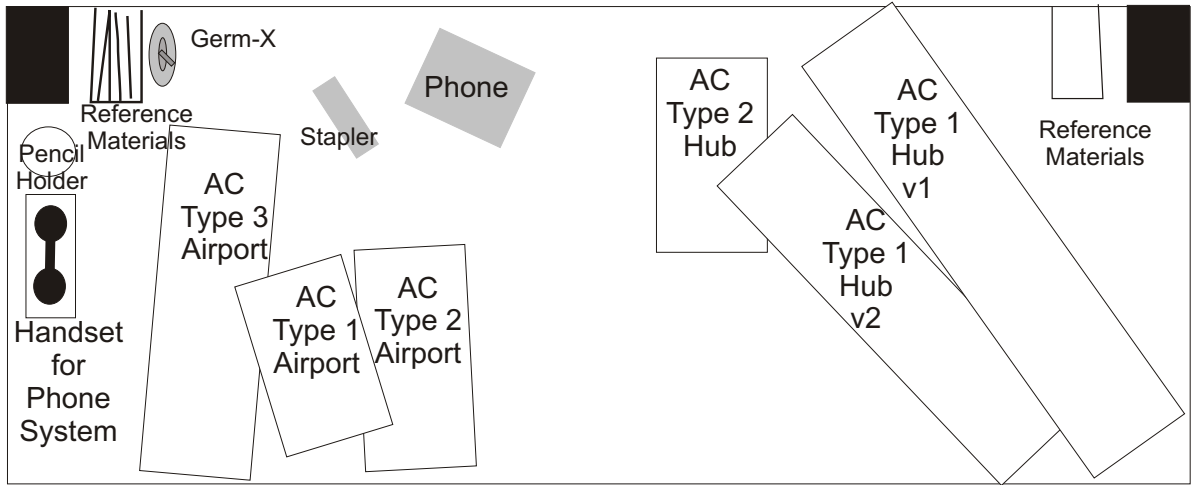 Germ-X
Reference
Materials
Pencil
Holder
Handset
for
Phone
System
Stapler
Phone
AC
Type 3
Airport
AC
Type 1
Airport
AC
Type 2
Airport
AC
Type 2
Hub
AC
Type 1
Hub
v1
AC
Type 1
Hub
v2
Reference
Materials